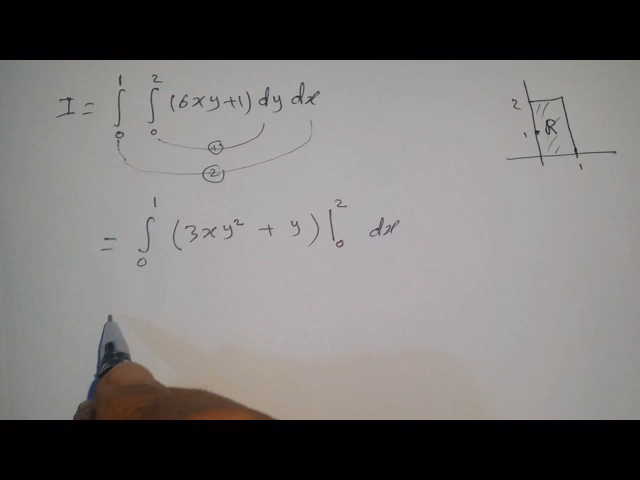 I = ∫₀¹ ∫₀² (6xy+1) dy dx
1
2
= ∫₀¹ (3xy² + y) |₀² dx
2
1
R
1